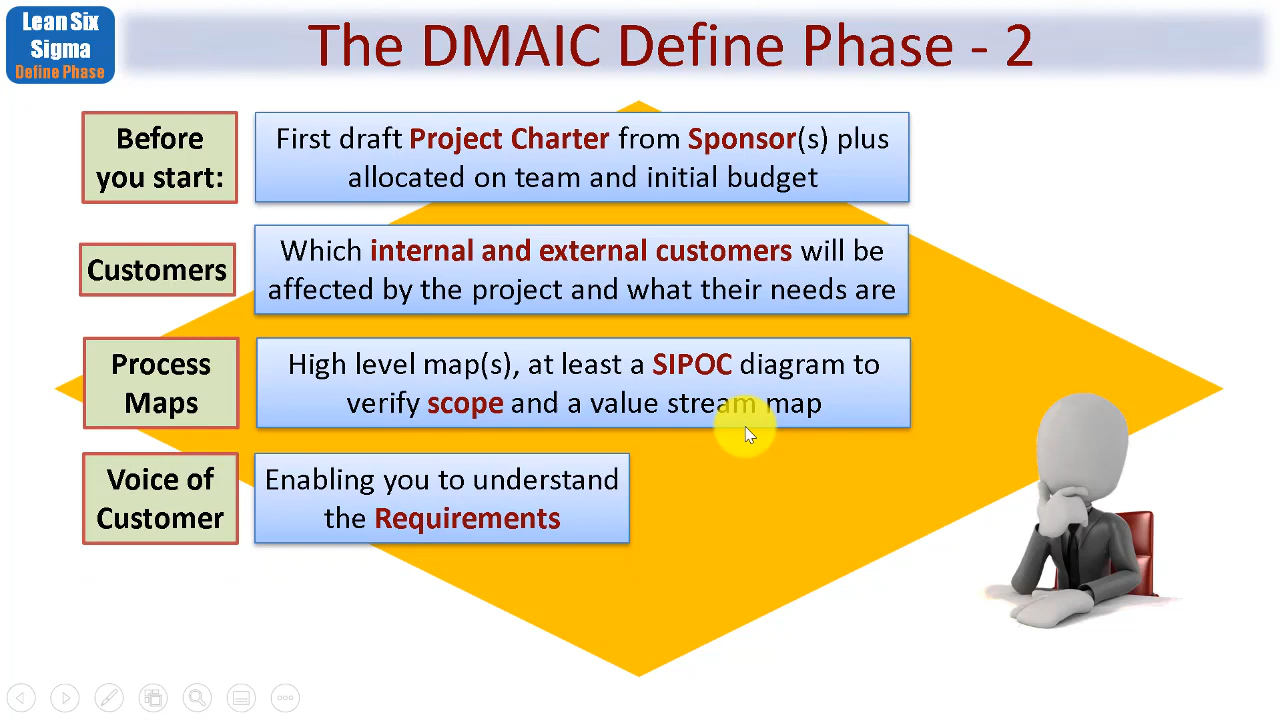 Lean Six
Sigma
Define Phase
The DMAIC Define Phase - 2
Before
you start:
First draft Project Charter from Sponsor(s) plus
allocated on team and initial budget
Customers
Which internal and external customers will be
affected by the project and what their needs are
Process
Maps
High level map(s), at least a SIPOC diagram to
verify scope and a value stream map
Voice of
Customer
Enabling you to understand
the Requirements